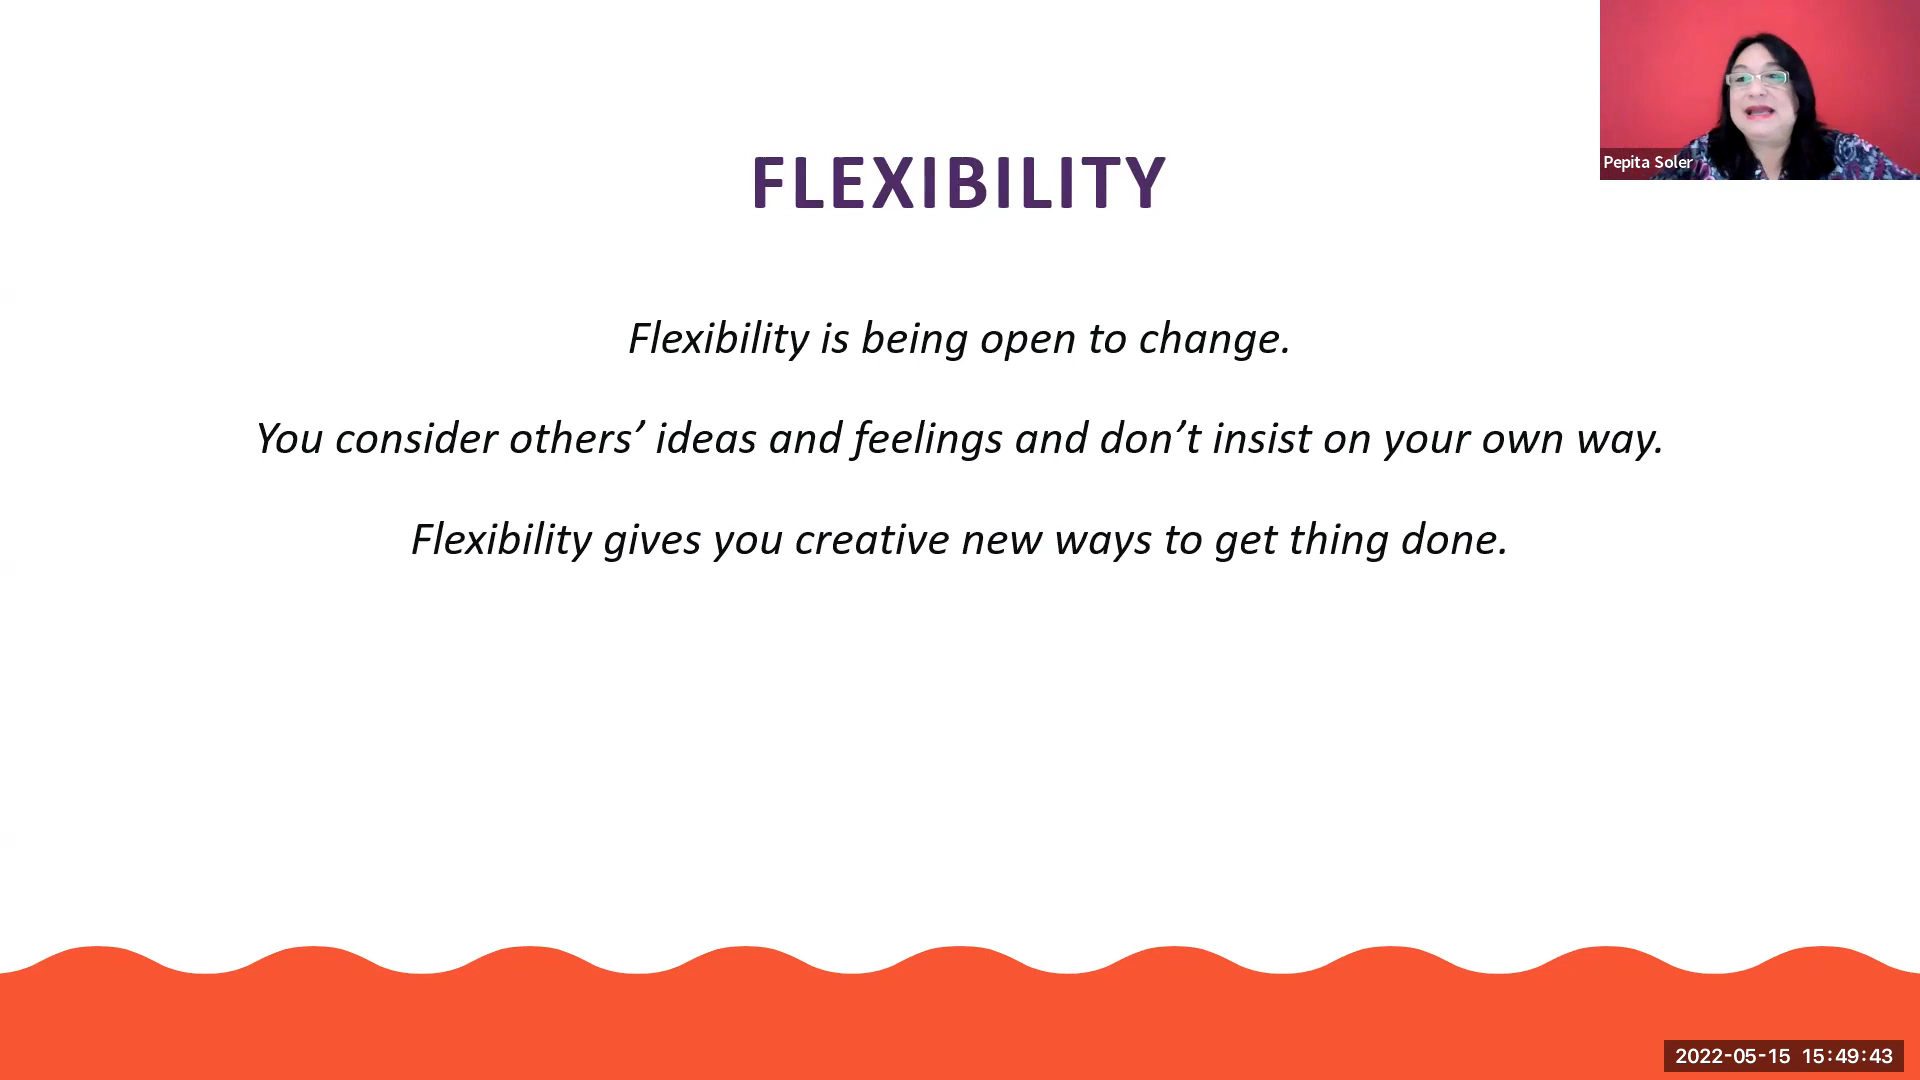 FLEXIBILITY
Pepita Soler
Flexibility is being open to change.
You consider others’ ideas and feelings and don’t insist on your own way.
Flexibility gives you creative new ways to get thing done.
2022-05-15 15:49:43